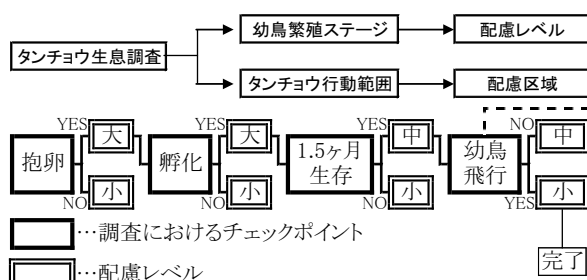 幼鳥繁殖ステージ 配慮レベル
タンチョウ生息調査
タンチョウ行動範囲 配慮区域
YES 大 YES 大 YES 中 NO 中
抱卵 孵化 1.5ヶ月 生存 幼鳥 飛行
NO 小 NO 小 NO 小 YES 小
…調査におけるチェックポイント
…配慮レベル
完了